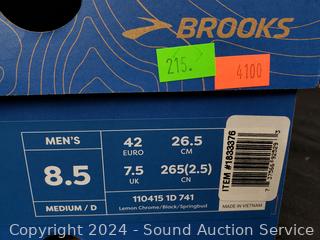 BROOKS
215.
4100
MEN'S
8.5
MEDIUM / D
42
EURO
26.5
CM
7.5
UK
265(2.5)
CN
110415 1D 741
Lemon Chrome/Black/Springbud
ITEM #1833376
MADE IN VIETNAM
Copyright 2024 - Sound Auction Service